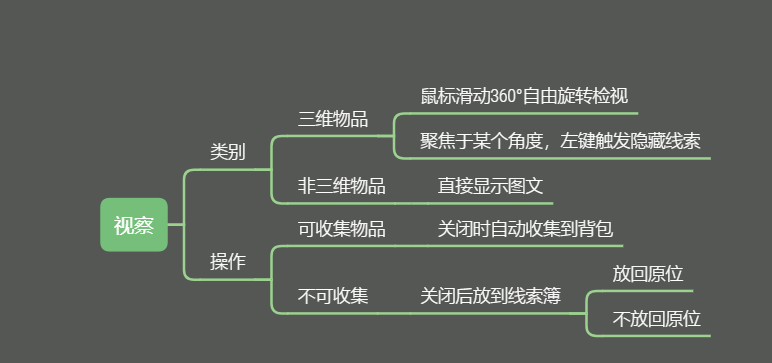 视察
类别
三维物品
鼠标滑动360°自由旋转检视
聚焦于某个角度，左键触发隐藏线索
非三维物品
直接显示图文
操作
可收集物品
关闭时自动收集到背包
不可收集
关闭后放到线索簿
放回原位
不放回原位